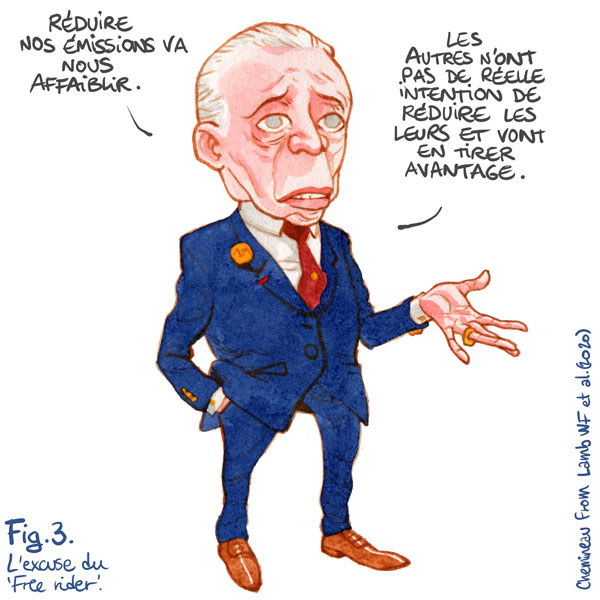 RÉDUIRE
NOS ÉMISSIONS VA
NOUS
AFFAIBLIR.
LES
AUTRES N'ONT
PAS DE RÉELLE
INTENTION DE
RÉDUIRE LES
LEURS ET VONT
EN TIRER
AVANTAGE.
Fig.3.
L'excuse du
'Free rider'.
Chemineau From Lamb WF et al. (2020)